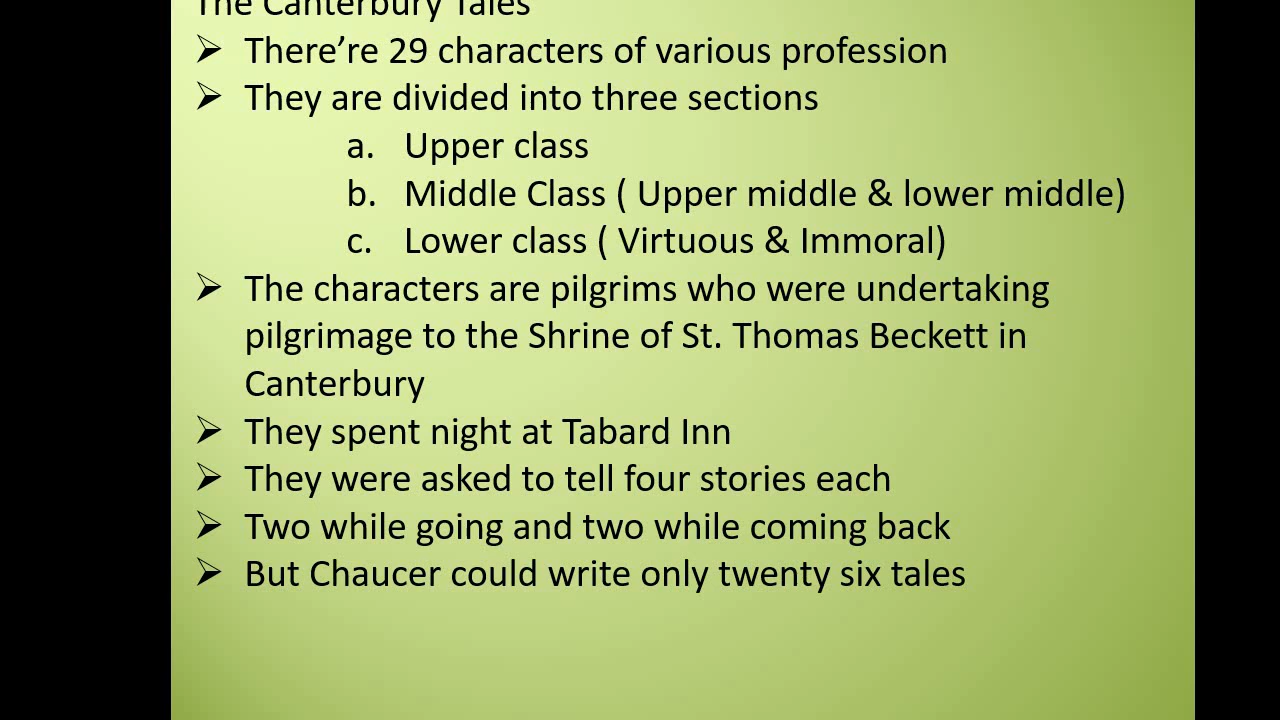 The Canterbury Tales
➢ There’re 29 characters of various profession
➢ They are divided into three sections
a. Upper class
b. Middle Class ( Upper middle & lower middle)
c. Lower class ( Virtuous & Immoral)
➢ The characters are pilgrims who were undertaking
pilgrimage to the Shrine of St. Thomas Beckett in
Canterbury
➢ They spent night at Tabard Inn
➢ They were asked to tell four stories each
➢ Two while going and two while coming back
➢ But Chaucer could write only twenty six tales